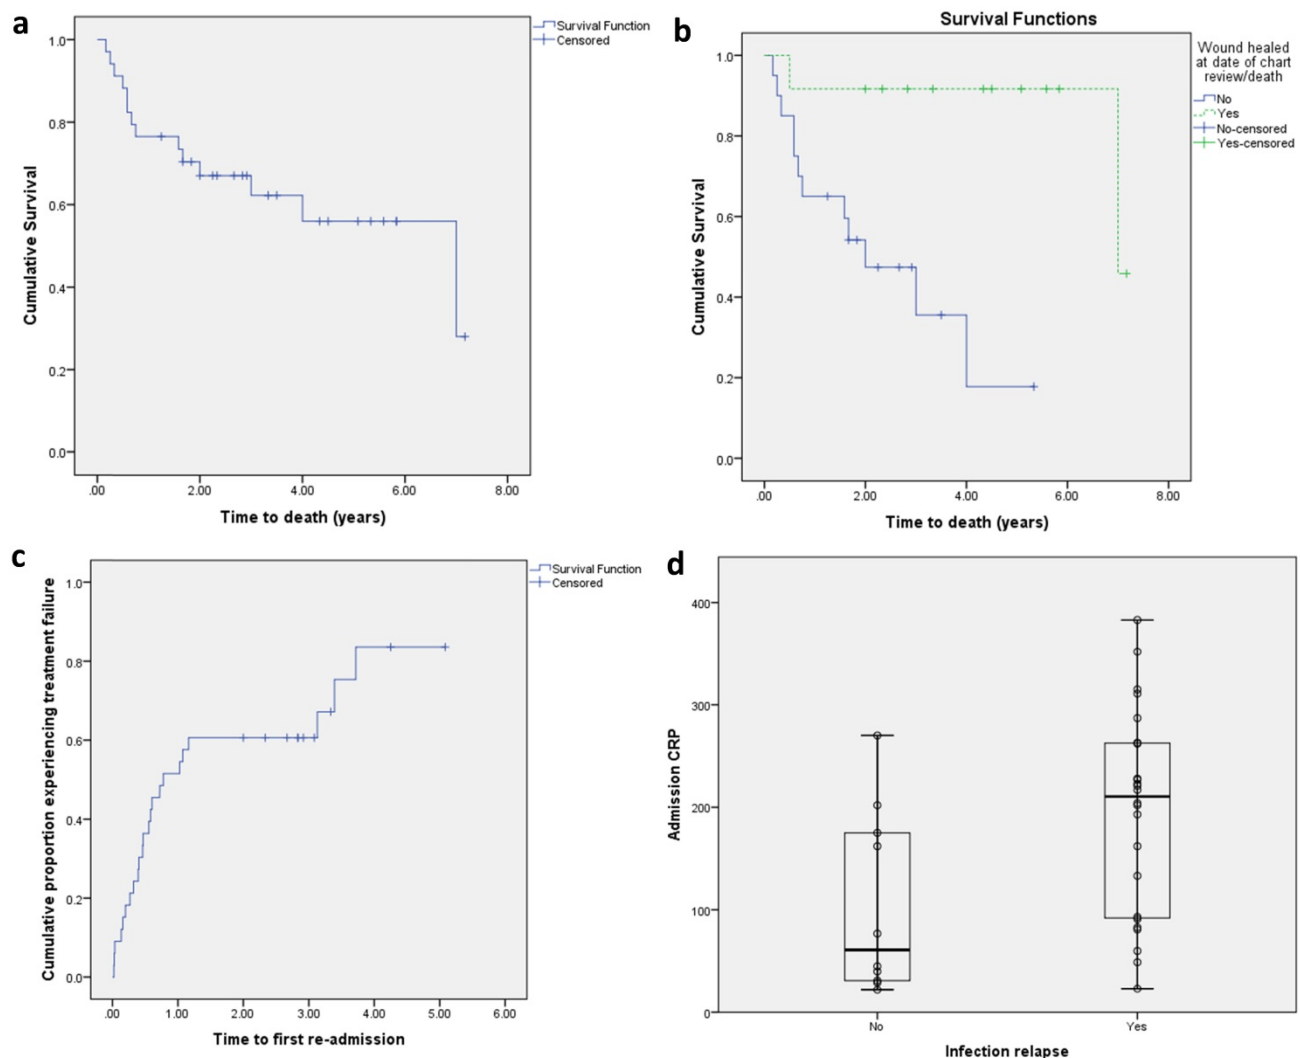 a
Survival Function
Censored
Cumulative Survival
1.0
0.8
0.6
0.4
0.2
0.0
.00 2.00 4.00 6.00 8.00
Time to death (years)
b
Survival Functions
Wound healed
at date of chart
review/death
No
Yes
No-censored
Yes-censored
Cumulative Survival
1.0
0.8
0.6
0.4
0.2
0.0
.00 2.00 4.00 6.00 8.00
Time to death (years)
c
Survival Function
Censored
Cumulative proportion experiencing treatment failure
1.0
0.8
0.6
0.4
0.2
0.0
.00 1.00 2.00 3.00 4.00 5.00 6.00
Time to first re-admission
d
Admission CRP
400
300
200
100
0
No Yes
Infection relapse